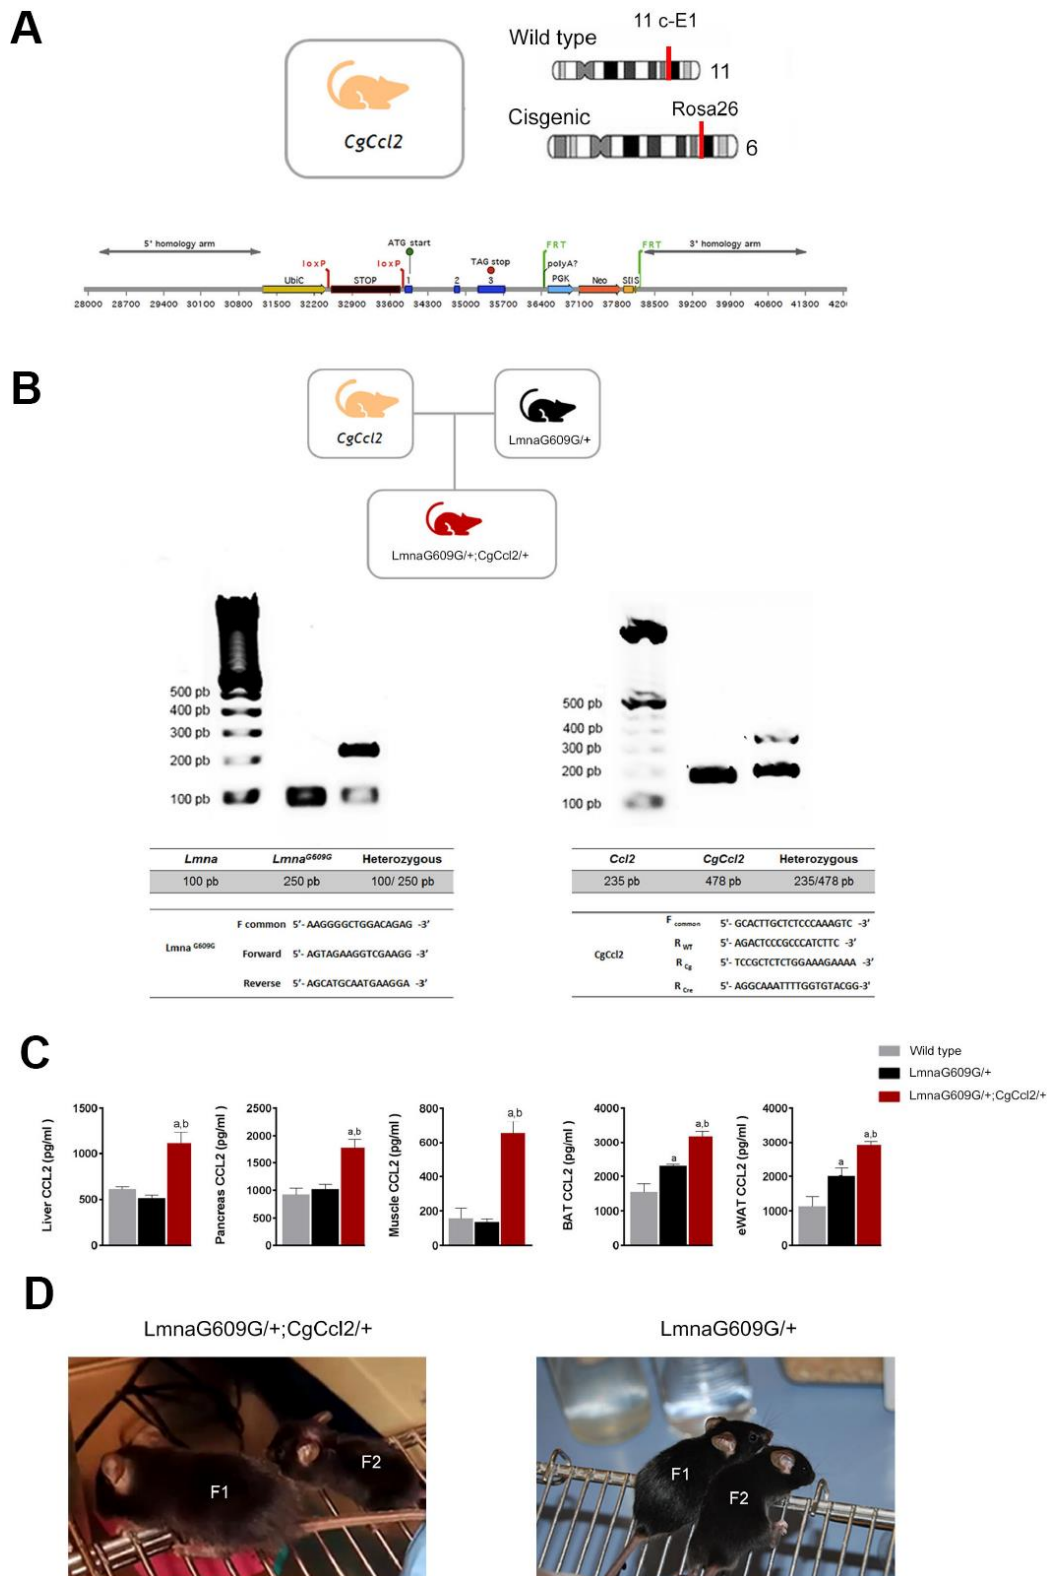 A
CgCcl2
Wild type
11 c-E1
11
Cisgenic
Rosa26
6
5' homology arm
loxP
loxP
ATG start
TAG stop
FRT
polyA?
FRT
3' homology arm
UbiC
STOP
1
2
3
PGK
Neo
28000 28700 29400 30100 30800 31500 32200 32900 33600 34300 35000 35700 36400 37100 37800 38500 39200 39900 40600 41300 4200
B
CgCcl2
LmnaG609G/+
LmnaG609G/+;CgCcl2/+
500 pb
400 pb
300 pb
200 pb
100 pb
500 pb
400 pb
300 pb
200 pb
100 pb
Lmna LmnaG609G Heterozygous
100 pb 250 pb 100/ 250 pb
Lmna G609G
F common 5'- AAGGGGCTGGACAGAG -3'
Forward 5'- AGTAGAAGGTCGAAGG -3'
Reverse 5'- AGCATGCAATGAAGGA -3'
Ccl2 CgCcl2 Heterozygous
235 pb 478 pb 235/478 pb
CgCcl2
F common 5'- GCACTTGCTCTCCCAAAGTC -3'
R WT 5'- AGACTCCCGCCCATCTTC -3'
R Cg 5'- TCCGCTCTCTGGAAAGAAAA -3'
R Cre 5'- AGGCAAATTTTGGTGTACGG-3'
C
Wild type
LmnaG609G/+
LmnaG609G/+;CgCcl2/+
Liver CCL2 (pg/ml )
1500
1000
500
0
a,b
Pancreas CCL2 (pg/ml )
2500
2000
1500
1000
500
0
a,b
Muscle CCL2 (pg/ml )
800
600
400
200
0
a,b
BAT CCL2 (pg/ml )
4000
3000
2000
1000
0
a
a,b
eWAT CCL2 (pg/ml )
4000
3000
2000
1000
0
a
a,b
D
LmnaG609G/+;CgCcl2/+
LmnaG609G/+
F1
F2
F1
F2